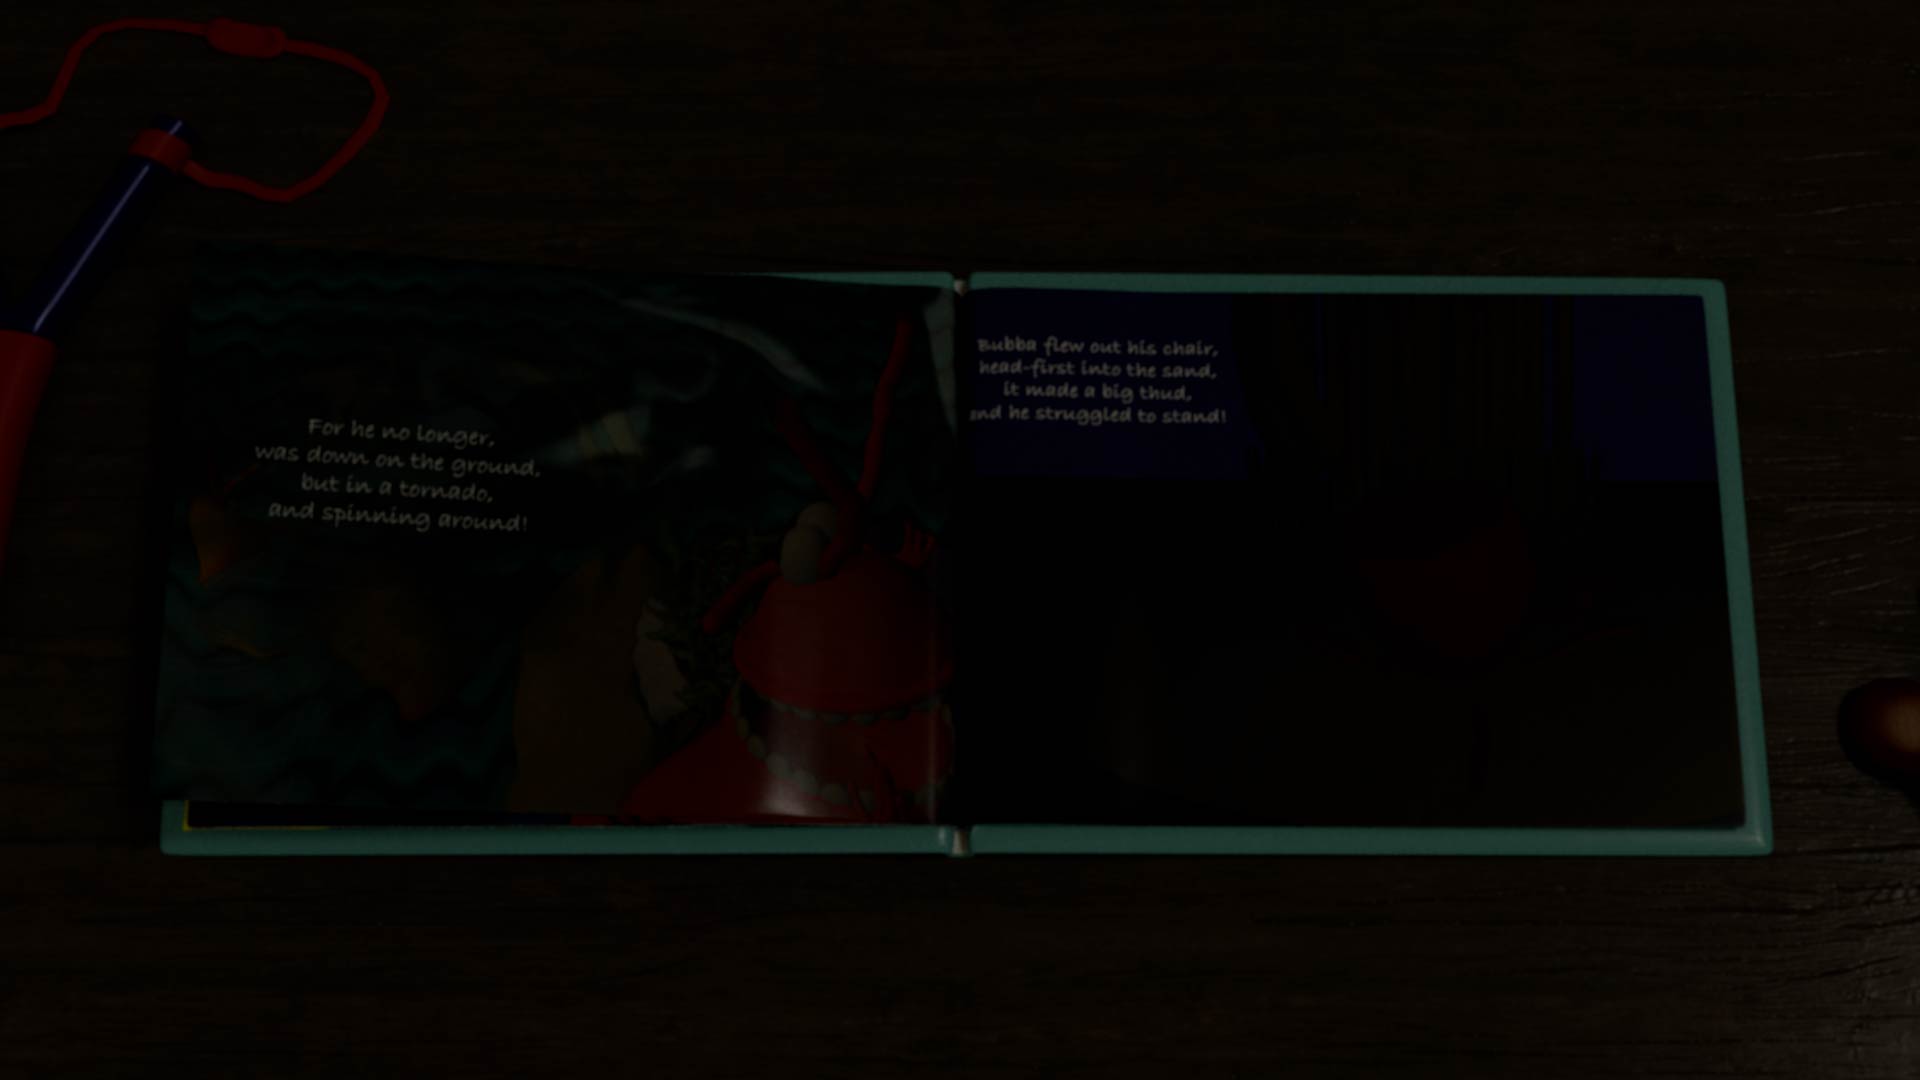 For he no longer,
was down on the ground,
but in a tornado,
and spinning around!
Bubba flew out his chair,
head-first into the sand,
it made a big thud,
and he struggled to stand!